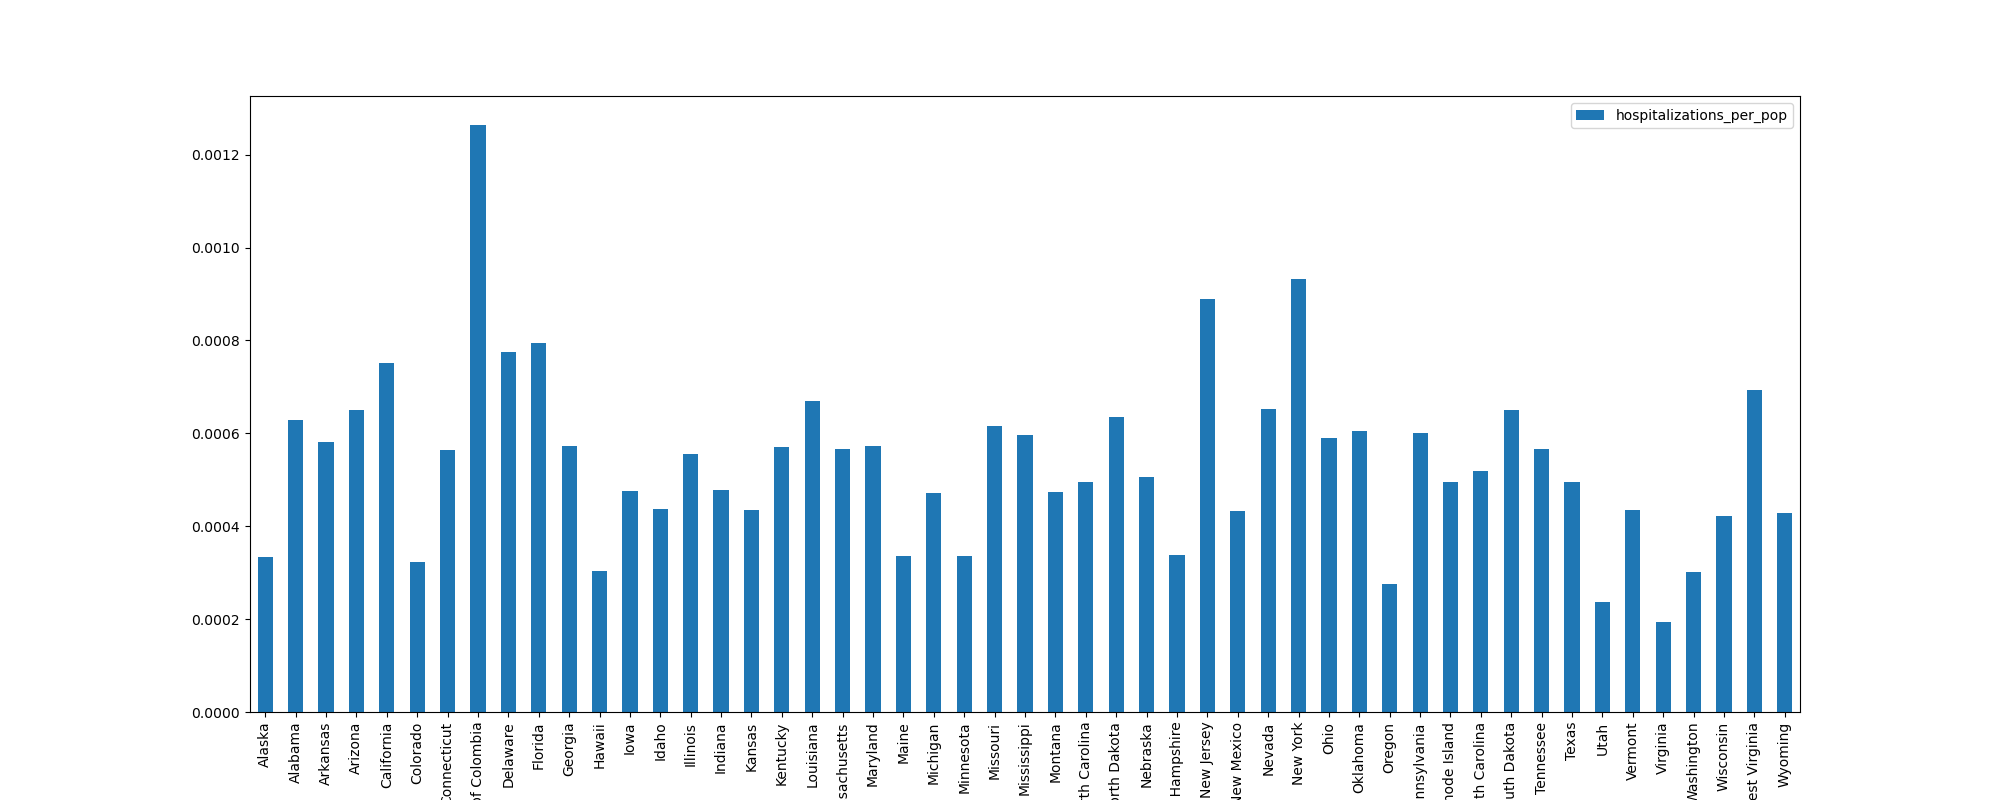 hospitalizations_per_pop
0.0012
0.0010
0.0008
0.0006
0.0004
0.0002
0.0000
Alaska
Alabama
Arkansas
Arizona
California
Colorado
Connecticut
of Colombia
Delaware
Florida
Georgia
Hawaii
Iowa
Idaho
Illinois
Indiana
Kansas
Kentucky
Louisiana
sachusetts
Maryland
Maine
Michigan
Minnesota
Missouri
Mississippi
Montana
th Carolina
orth Dakota
Nebraska
Hampshire
New Jersey
New Mexico
Nevada
New York
Ohio
Oklahoma
Oregon
nnsylvania
node Island
th Carolina
uth Dakota
Tennessee
Texas
Utah
Vermont
Virginia
Washington
Wisconsin
est Virginia
Wyoming